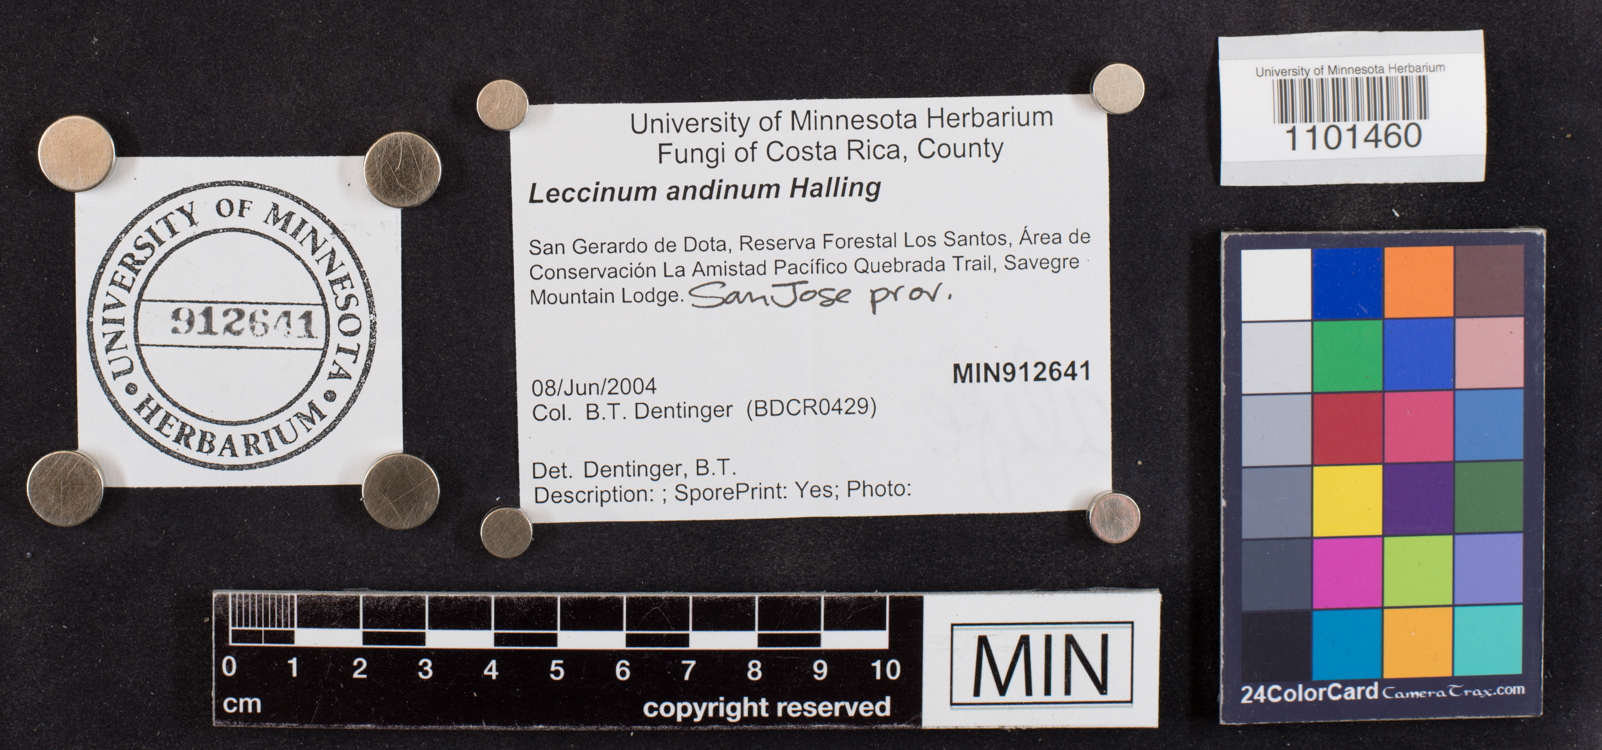 UNIVERSITY OF MINNESOTA
912641
• HERBARIUM •
University of Minnesota Herbarium
Fungi of Costa Rica, County
Leccinum andinum Halling
San Gerardo de Dota, Reserva Forestal Los Santos, Área de
Conservación La Amistad Pacífico Quebrada Trail, Savegre
Mountain Lodge. San Jose prov.
MIN912641
08/Jun/2004
Col. B.T. Dentinger (BDCR0429)
Det. Dentinger, B.T.
Description: ; SporePrint: Yes; Photo:
University of Minnesota Herbarium
1101460
0 1 2 3 4 5 6 7 8 9 10
cm
copyright reserved
MIN
24ColorCard CameraTrax.com